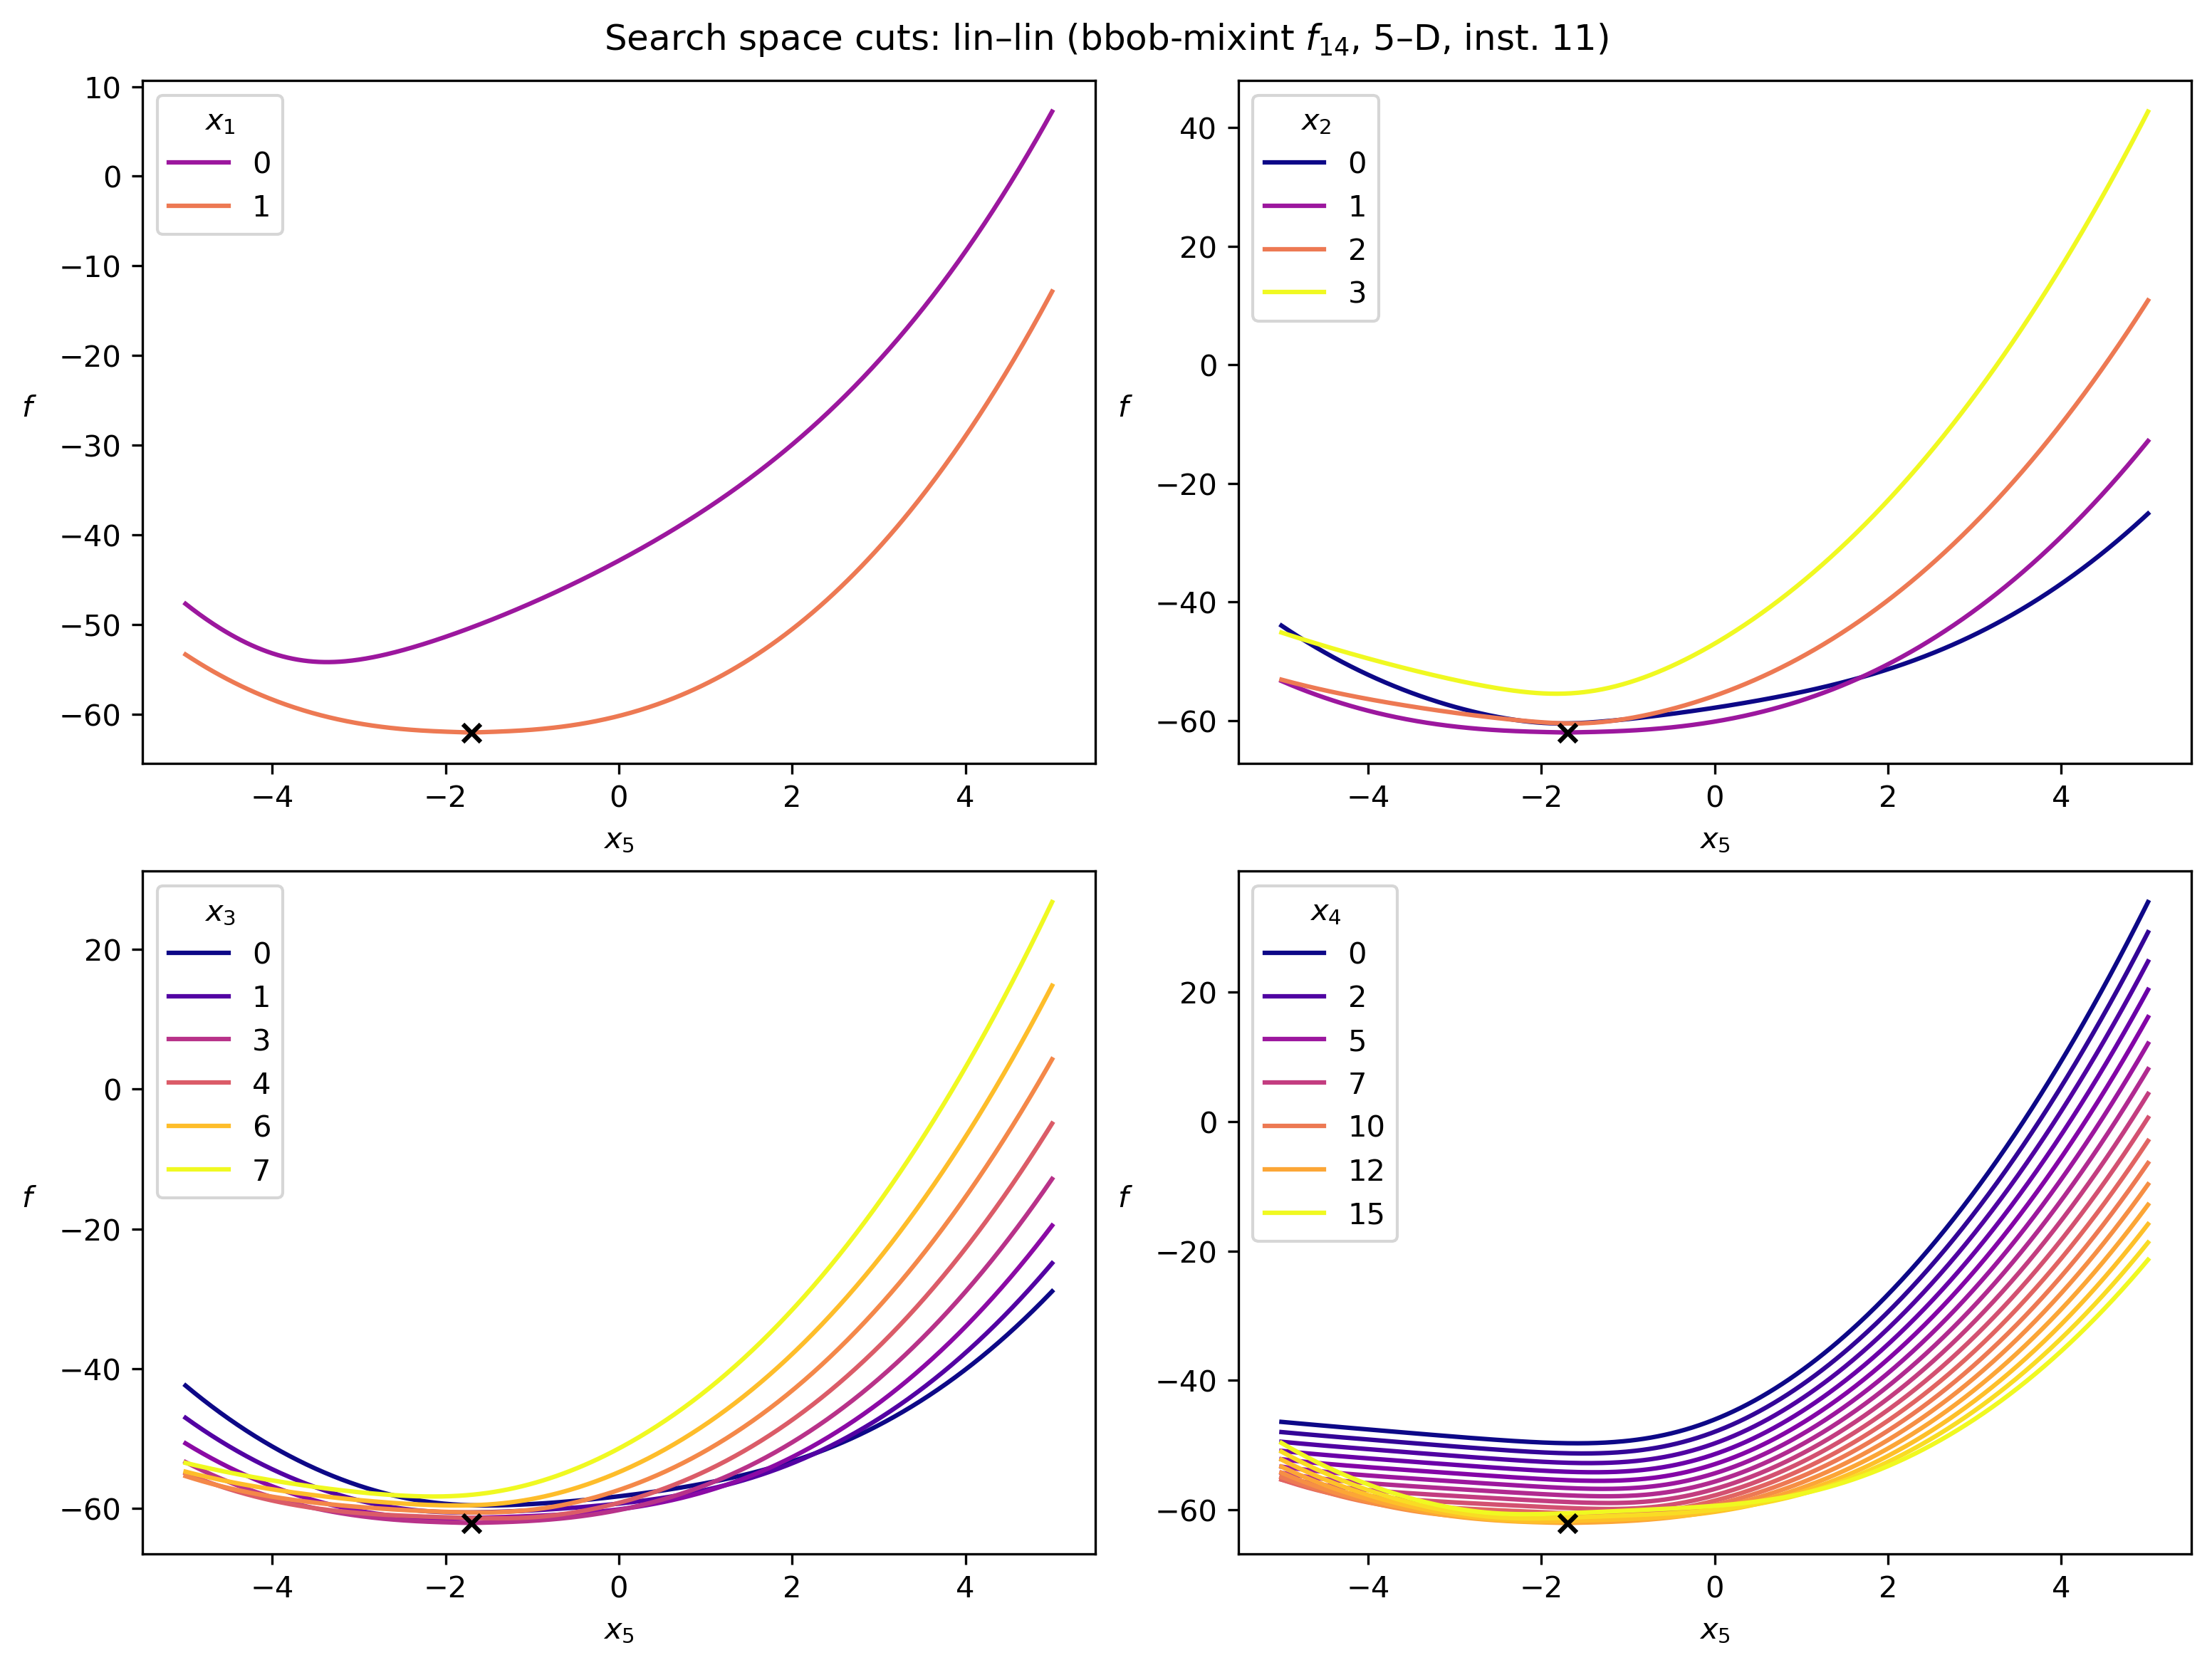 Search space cuts: lin–lin (bbob-mixint f₁₄, 5–D, inst. 11)
10
0
−10
−20
−30
−40
−50
−60
f
x₁
0
1
−4 −2 0 2 4
x₅
40
20
0
−20
−40
−60
f
x₂
0
1
2
3
−4 −2 0 2 4
x₅
20
0
−20
−40
−60
f
x₃
0
1
3
4
6
7
−4 −2 0 2 4
x₅
20
0
−20
−40
−60
f
x₄
0
2
5
7
10
12
15
−4 −2 0 2 4
x₅